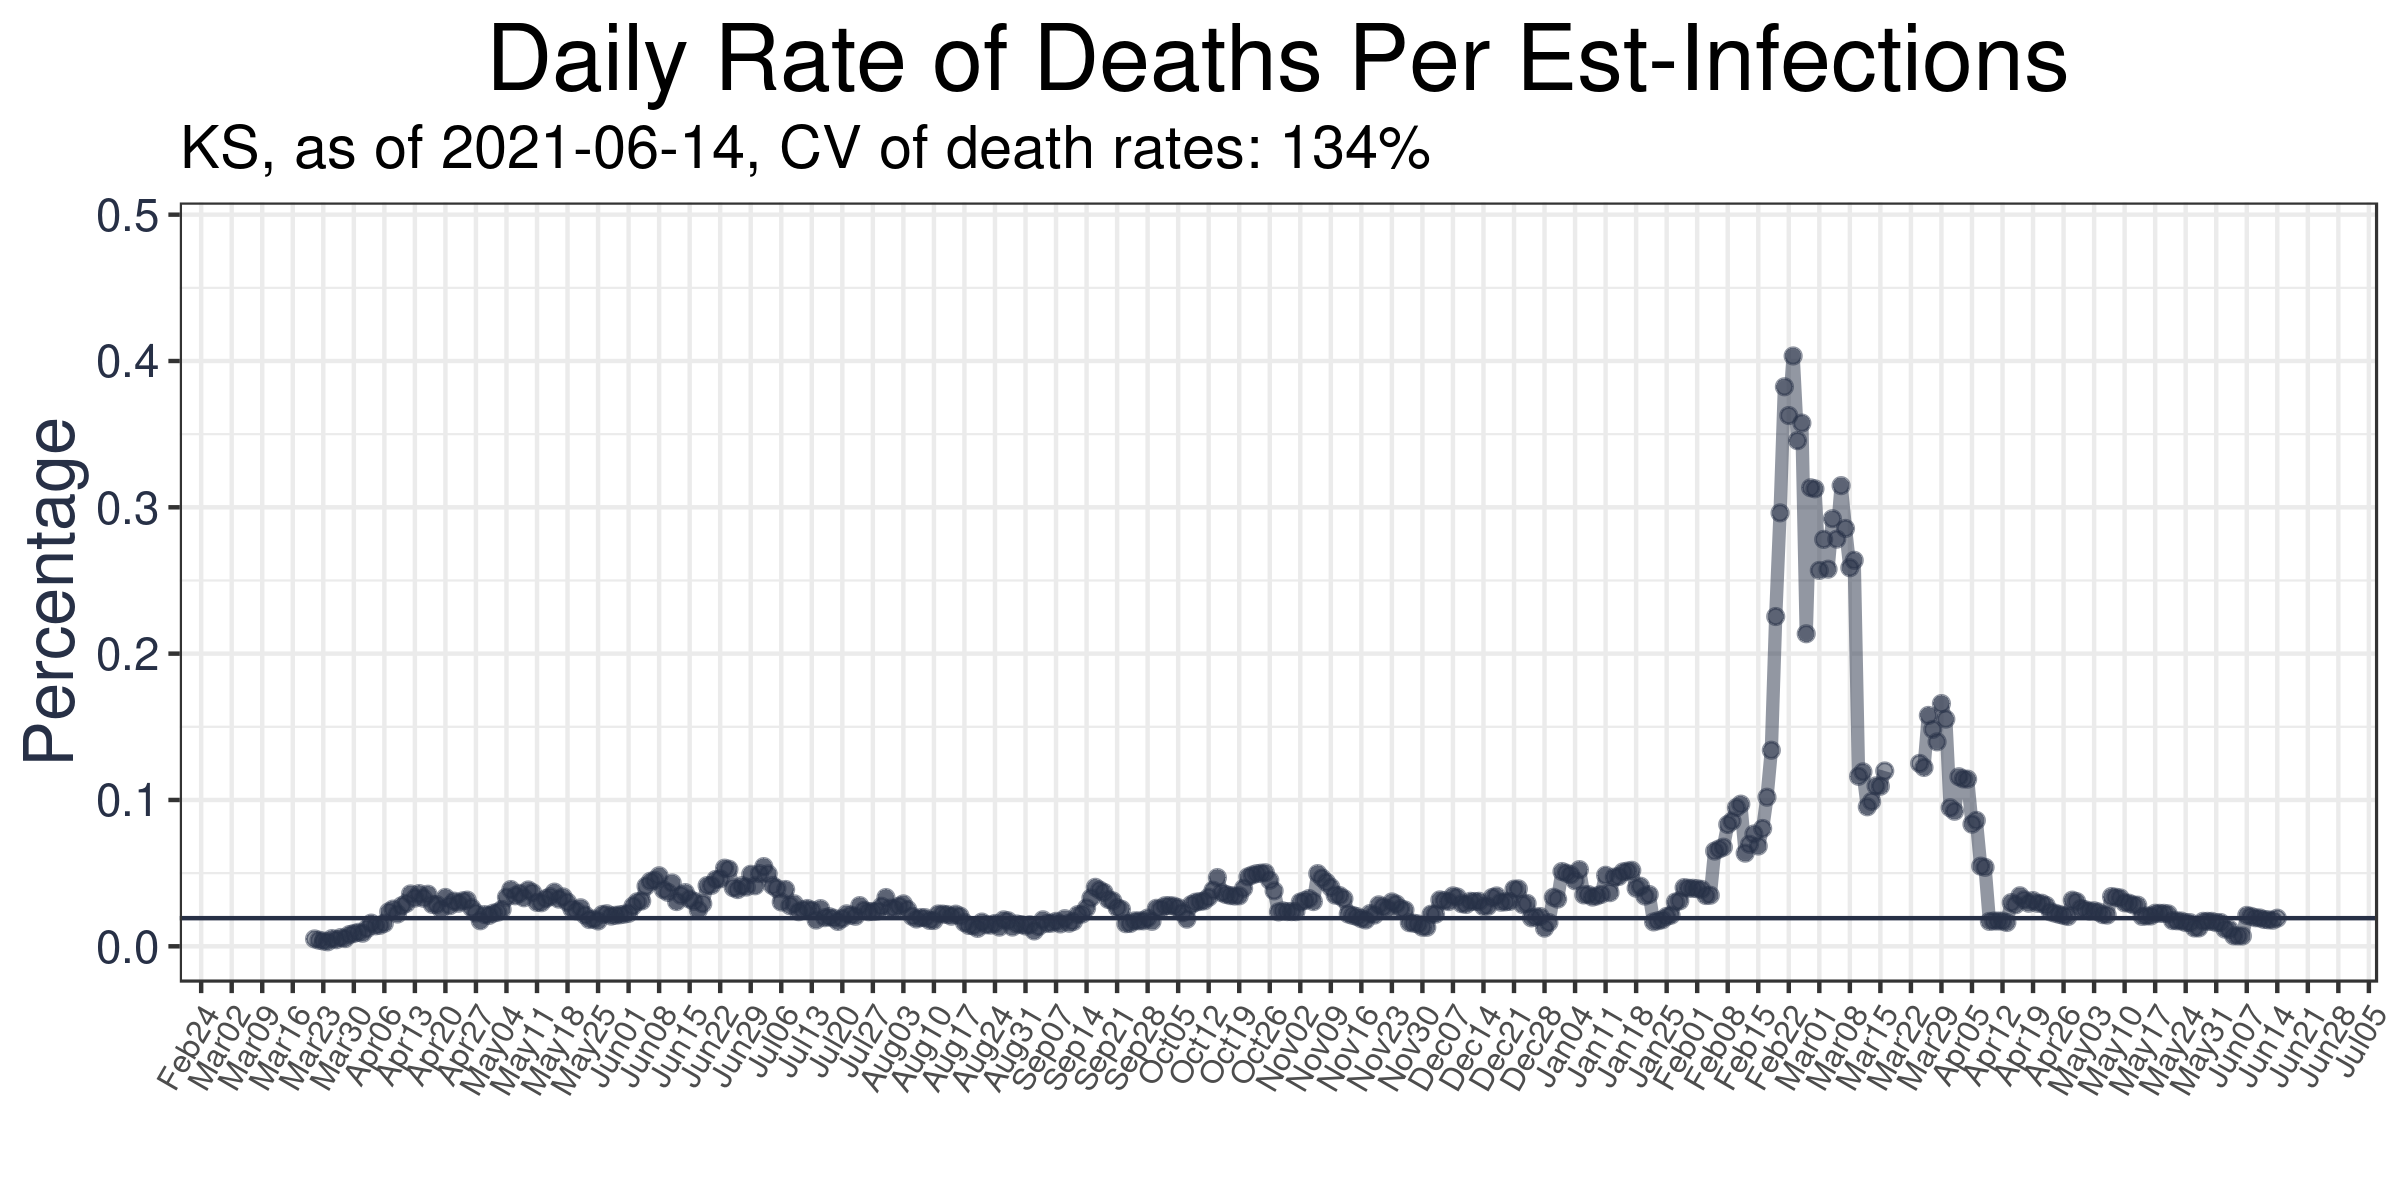 Daily Rate of Deaths Per Est-Infections
KS, as of 2021-06-14, CV of death rates: 134%
Percentage
0.5
0.4
0.3
0.2
0.1
0.0
Feb24
Mar02
Mar09
Mar16
Mar23
Mar30
Apr06
Apr13
Apr20
Apr27
May04
May11
May18
May25
Jun01
Jun08
Jun15
Jun22
Jun29
Jul06
Jul13
Jul20
Jul27
Aug03
Aug10
Aug17
Aug24
Aug31
Sep07
Sep14
Sep21
Sep28
Oct05
Oct12
Oct19
Oct26
Nov02
Nov09
Nov16
Nov23
Nov30
Dec07
Dec14
Dec21
Dec28
Jan04
Jan11
Jan18
Jan25
Feb01
Feb08
Feb15
Feb22
Mar01
Mar08
Mar15
Mar22
Mar29
Apr05
Apr12
Apr19
Apr26
May03
May10
May17
May24
May31
Jun07
Jun14
Jun21
Jun28
Jul05